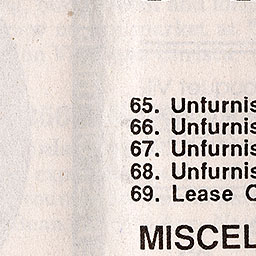 65. Unfurnis
66. Unfurnis
67. Unfurnis
68. Unfurnis
69. Lease
MISCEL